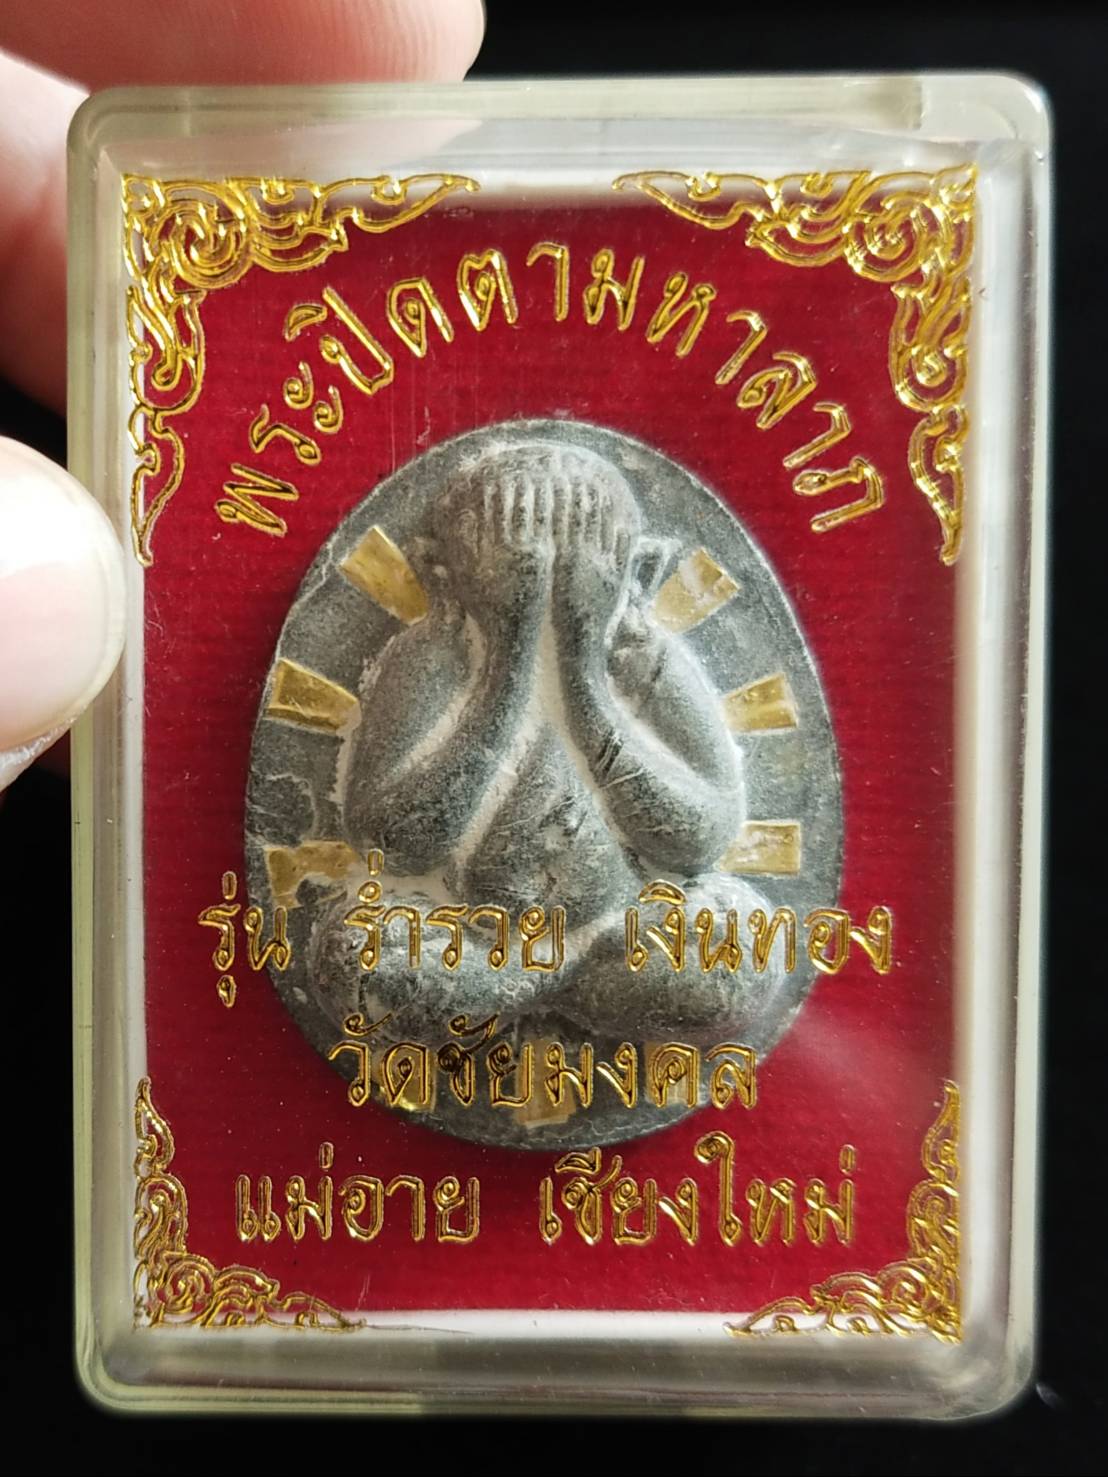 พระปิดตามหาลาภ
รุ่น ร่ำรวย เงินทอง
วัดชัยมงคล
แม่อาย เชียงใหม่